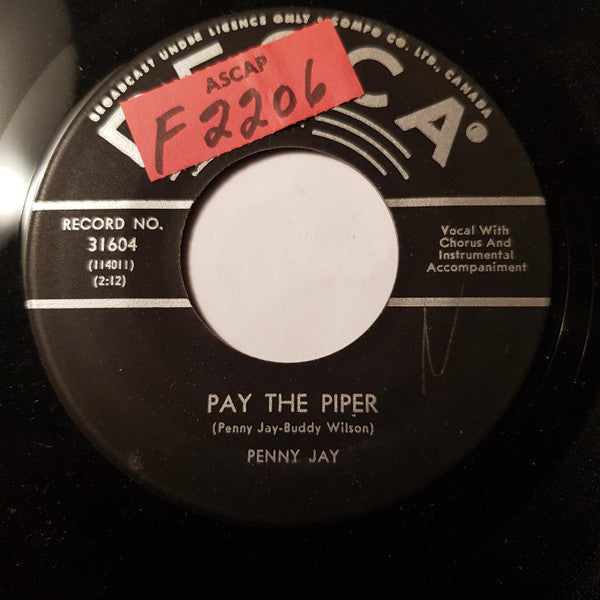 BROADCAST UNDER LICENCE ONLY • COMPO CO. LTD., CANADA
DECCA
ASCAP
F2206
RECORD NO.
31604
(114011)
(2:12)
Vocal With
Chorus And
Instrumental
Accompaniment
PAY THE PIPER
(Penny Jay-Buddy Wilson)
PENNY JAY